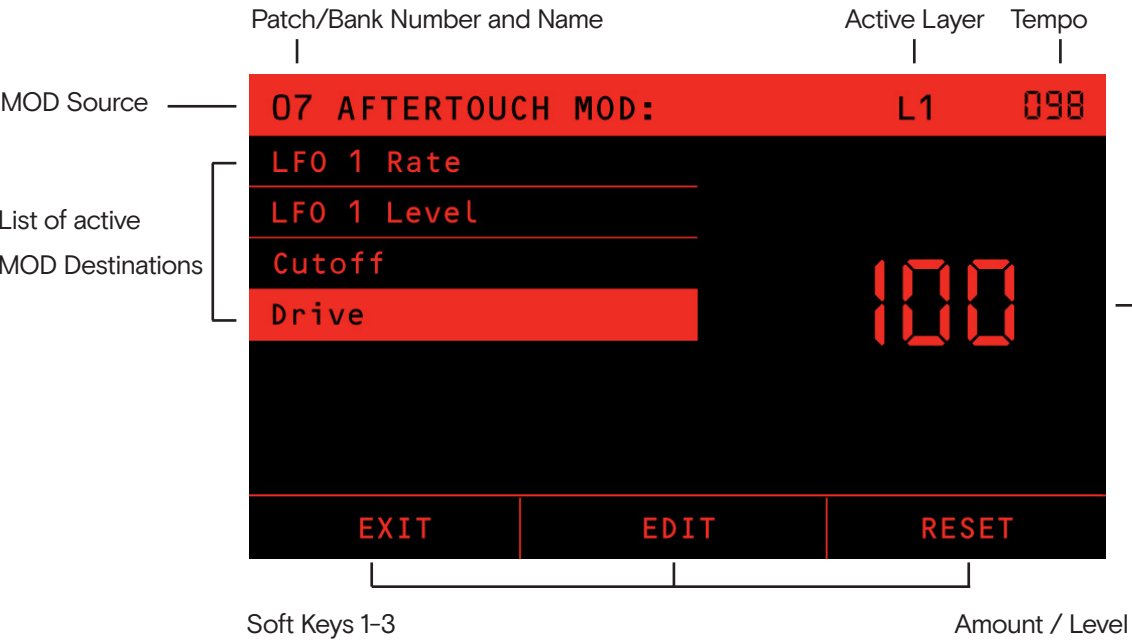 Patch/Bank Number and Name
Active Layer
Tempo
MOD Source
07 AFTERTOUCH MOD:
L1
098
LFO 1 Rate
LFO 1 Level
Cutoff
Drive
List of active
MOD Destinations
100
EXIT
EDIT
RESET
Soft Keys 1-3
Amount / Level